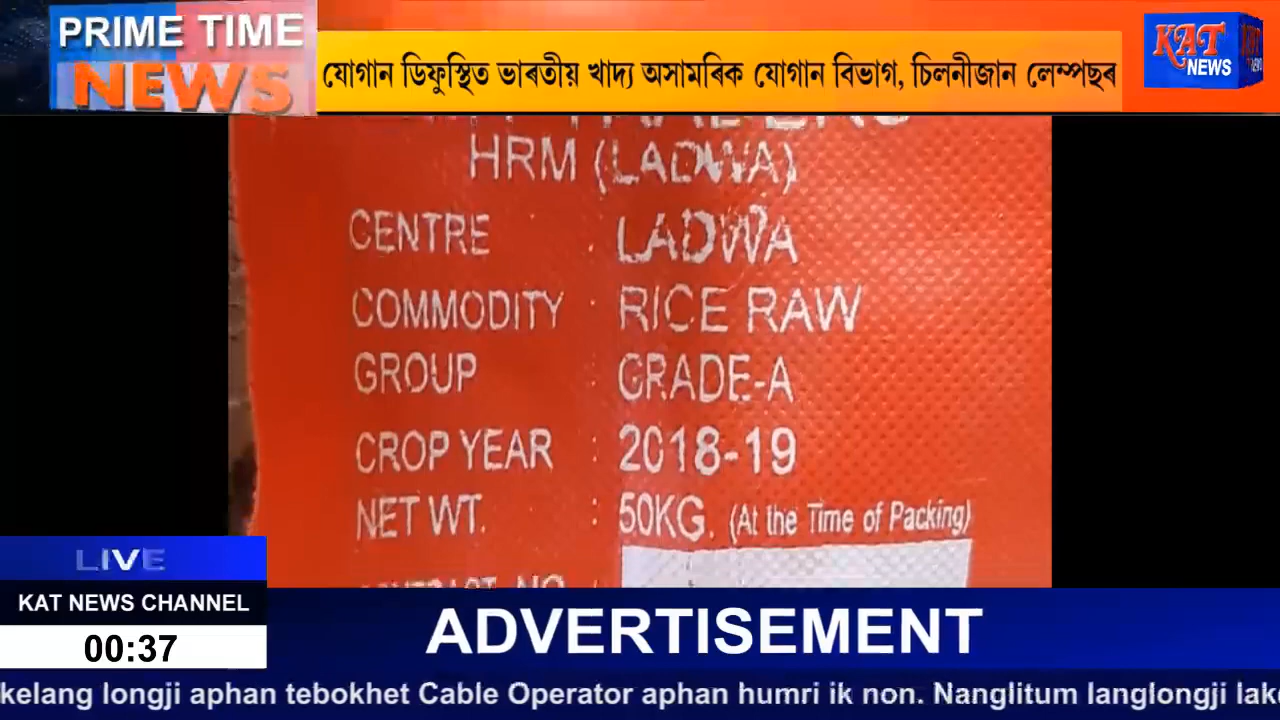 PRIME TIME
NEWS
যোগান ডিফুস্থিত ভাৰতীয় খাদ্য অসামৰিক যোগান বিভাগ, চিলনীজান লেম্পছৰ
KAT
NEWS
HRM (LADWA)
CENTRE : LADWA
COMMODITY : RICE RAW
GROUP : GRADE-A
CROP YEAR : 2018-19
NET WT. : 50KG. (At the Time of Packing)
LIVE
KAT NEWS CHANNEL
00:37
ADVERTISEMENT
kelang longji aphan tebokhet Cable Operator aphan humri ik non. Nanglitum langlongji lak